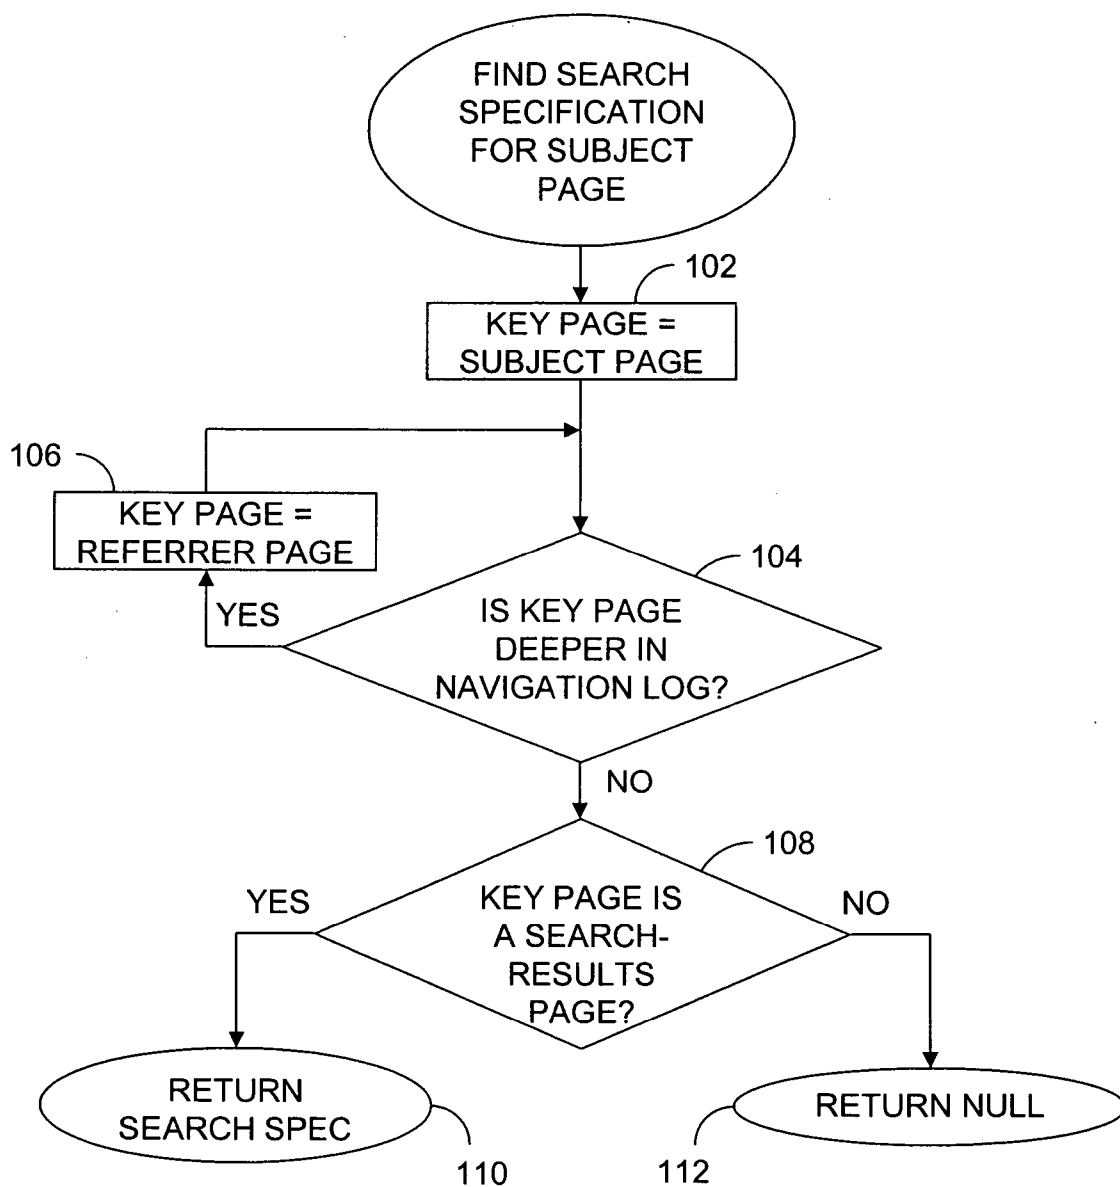 FIND SEARCH
SPECIFICATION
FOR SUBJECT
PAGE
102
KEY PAGE =
SUBJECT PAGE
106
KEY PAGE =
REFERRER PAGE
104
YES
IS KEY PAGE
DEEPER IN
NAVIGATION LOG?
NO
108
YES
KEY PAGE IS
A SEARCH-
RESULTS
PAGE?
NO
RETURN
SEARCH SPEC
RETURN NULL
110
112